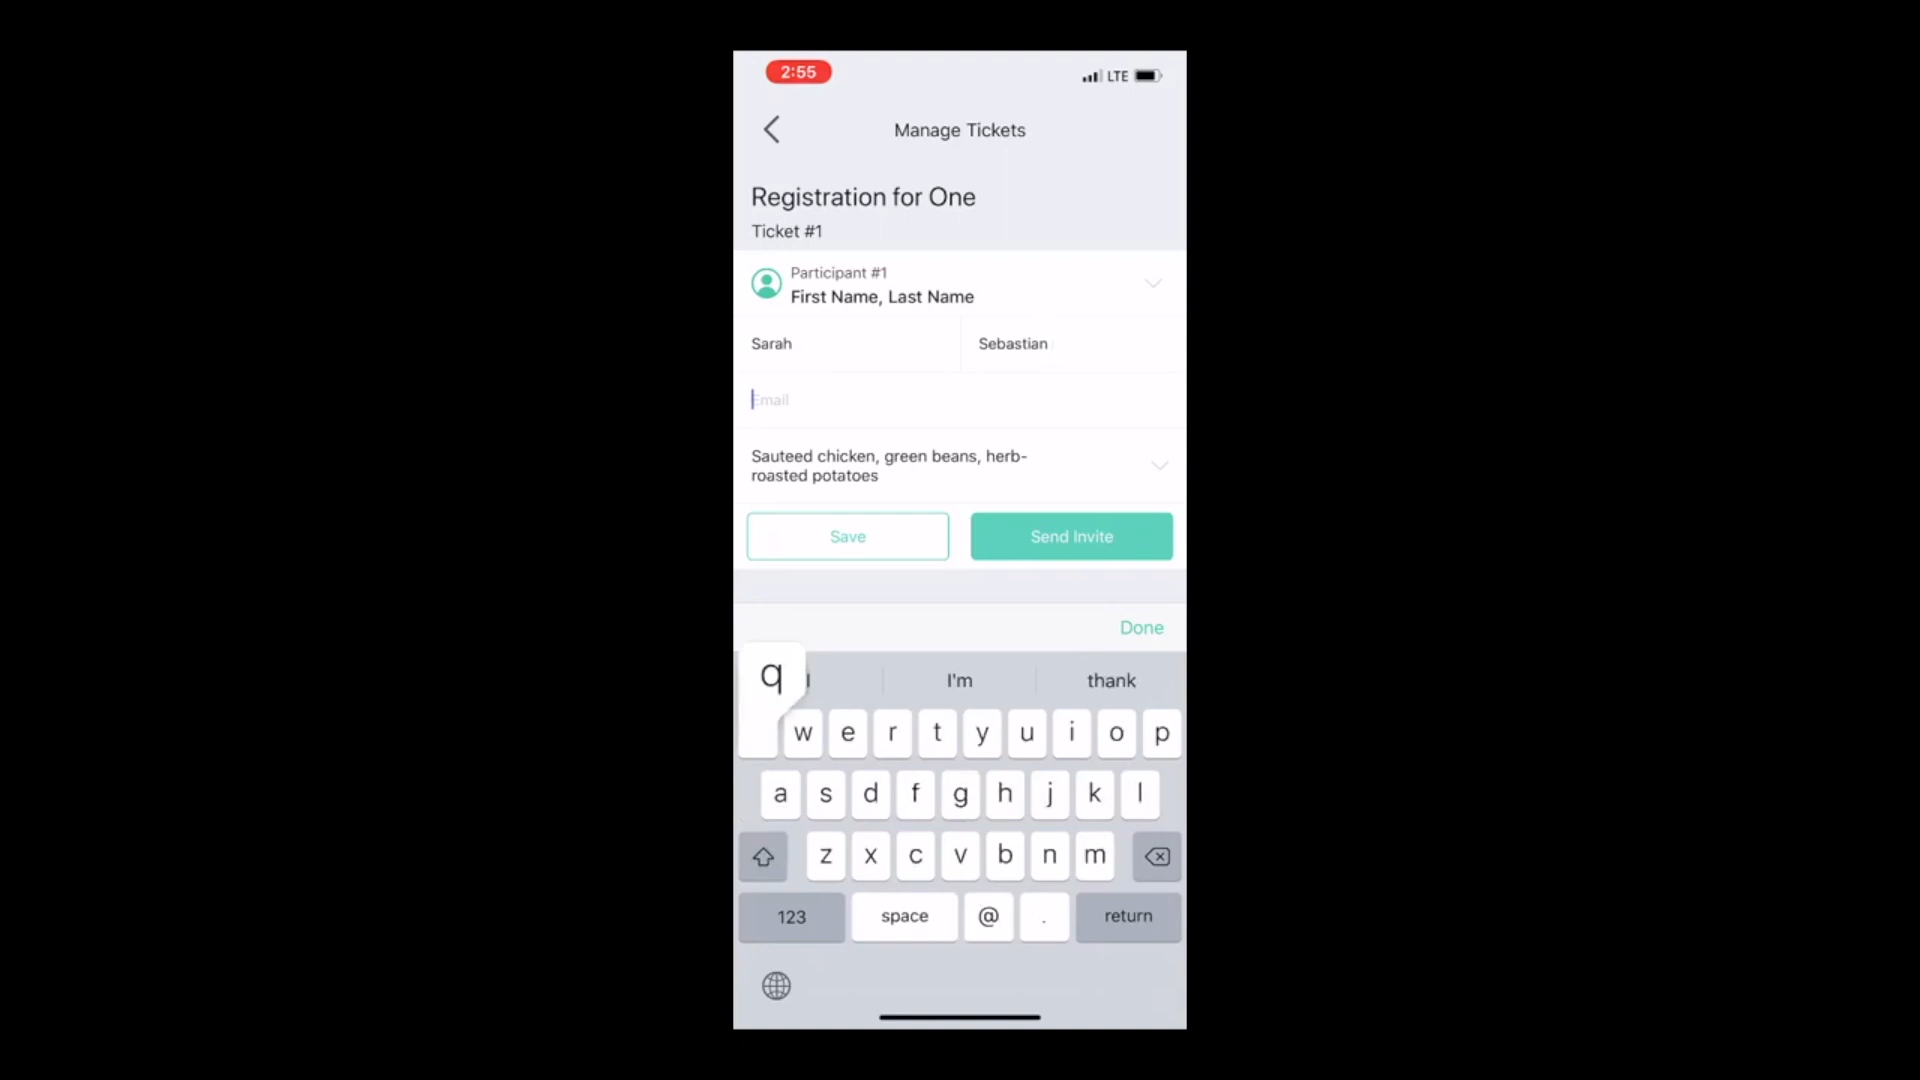 2:55
LTE
Manage Tickets
Registration for One
Ticket #1
Participant #1
First Name, Last Name
Sarah
Sebastian
Email
Sauteed chicken, green beans, herb-
roasted potatoes
Save
Send Invite
Done
q
I'm
thank
w e r t y u i o p
a s d f g h j k l
z x c v b n m
123
space
@
.
return